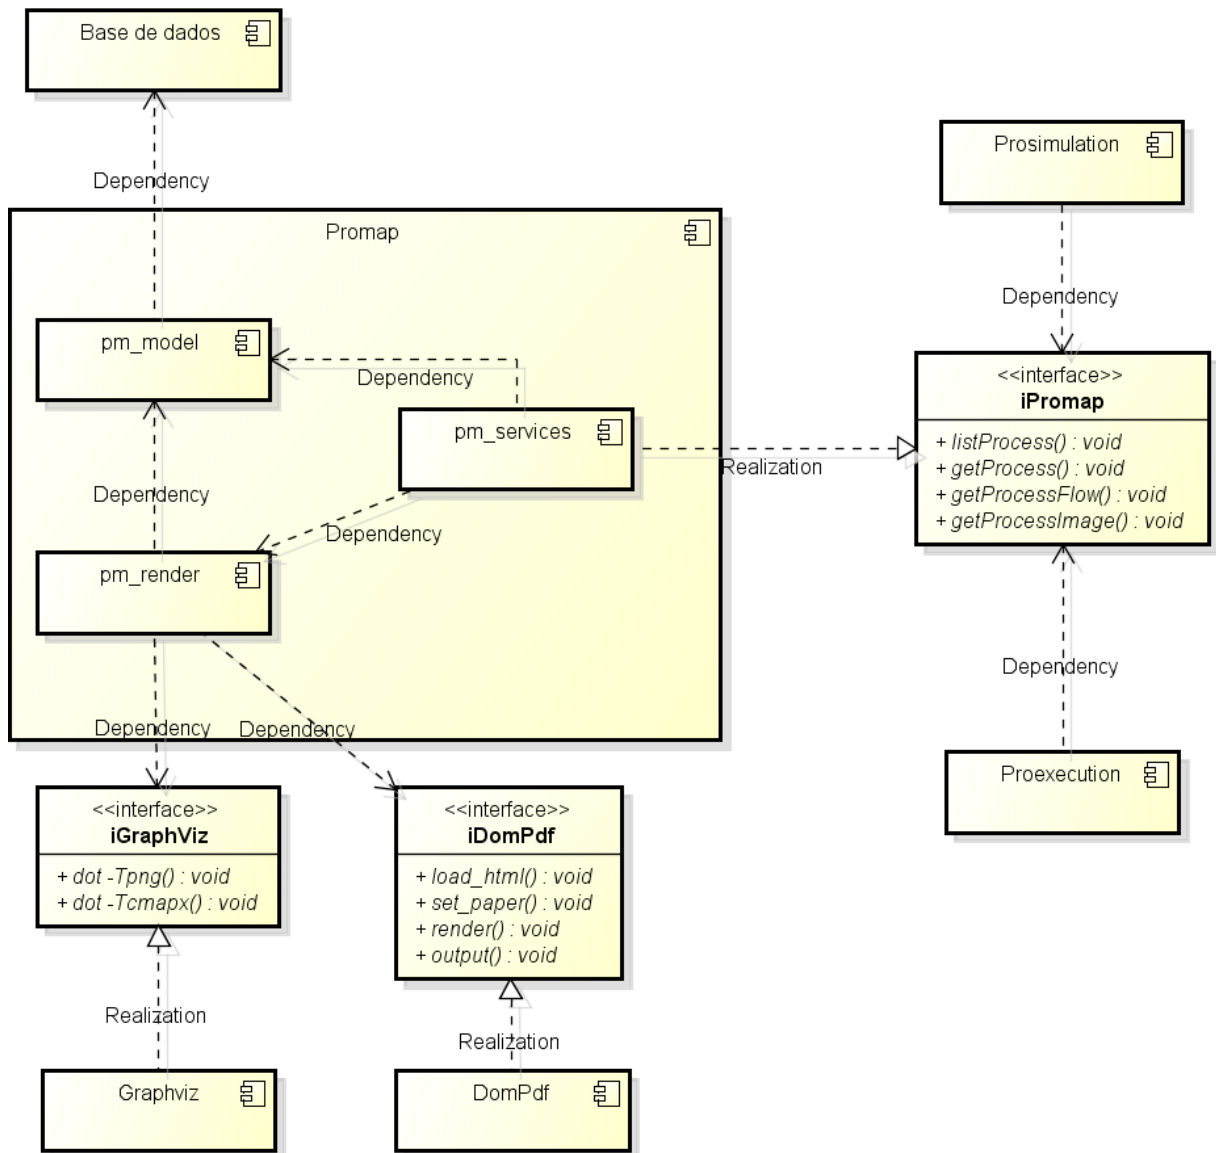 Base de dados
Dependency
Prosimulation
Promap
Dependency
pm_model
Dependency
pm_services
<<interface>>
iPromap
+ listProcess() : void
+ getProcess() : void
+ getProcessFlow() : void
+ getProcessImage() : void
Realization
Dependency
Dependency
pm_render
Dependency
Dependency
Dependency
Proexecution
<<interface>>
iGraphViz
+ dot -Tpng() : void
+ dot -Tcmapx() : void
<<interface>>
iDomPdf
+ load_html() : void
+ set_paper() : void
+ render() : void
+ output() : void
Realization
Realization
Graphviz
DomPdf